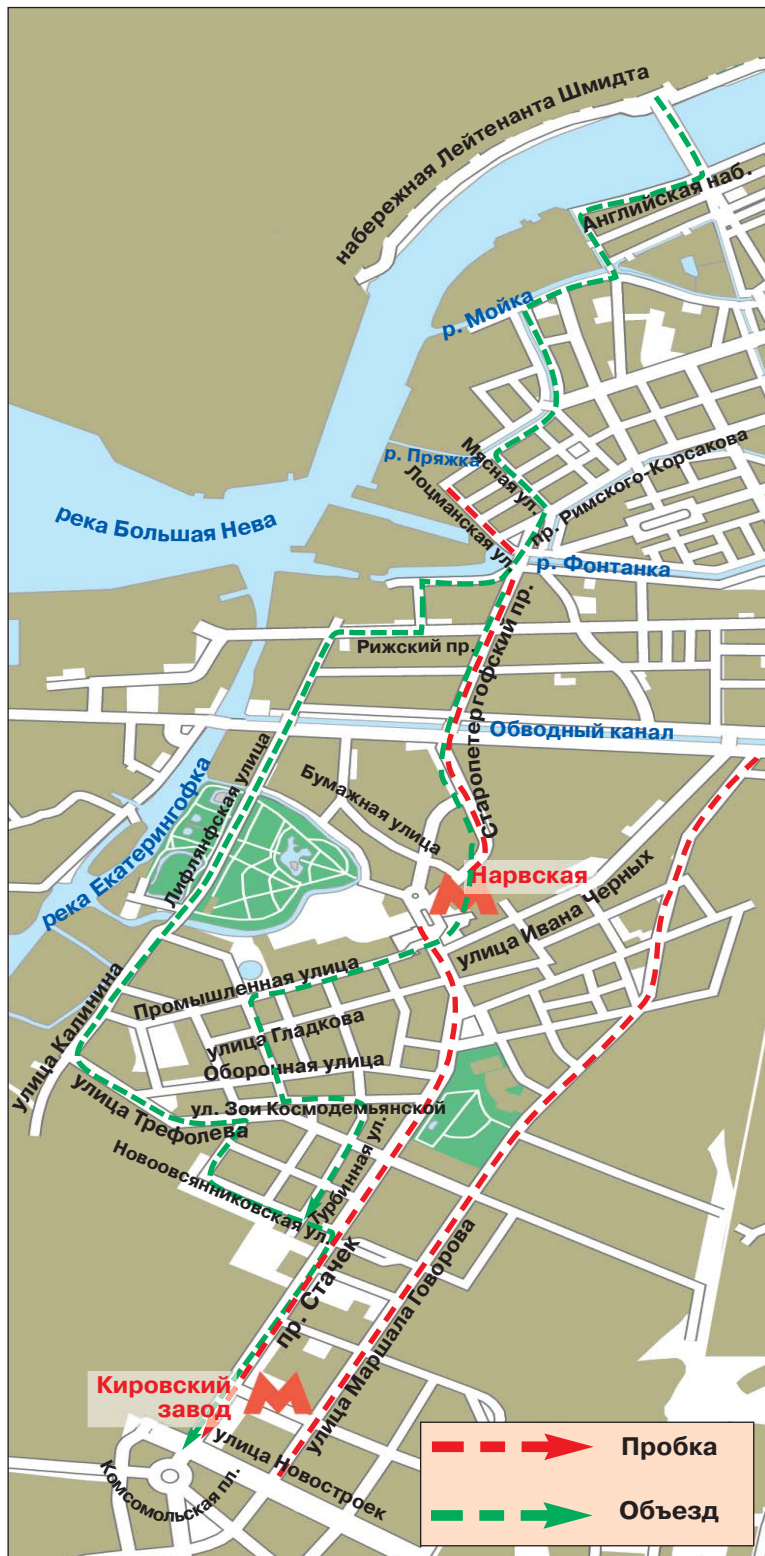 набережная Лейтенанта Шмидта
Английская наб.
р. Мойка
р. Пряжка
Мясная ул.
Лоцманская ул.
пр. Римского-Корсакова
река Большая Нева
р. Фонтанка
Рижский пр.
Старопетергофский пр.
Обводный канал
Бумажная улица
Лифлянфская улица
река Екатерингофка
Нарвская
улица Ивана Черных
Промышленная улица
улица Гладкова
Оборонная улица
улица Калинина
ул. Зои Космодемьянской
улица Трефолева
Турбинная ул.
Новоовсянниковская ул.
пр. Стачек
улица Маршала Говорова
Кировский
завод
улица Новостроек
Комсомольская пл.
Пробка
Объезд